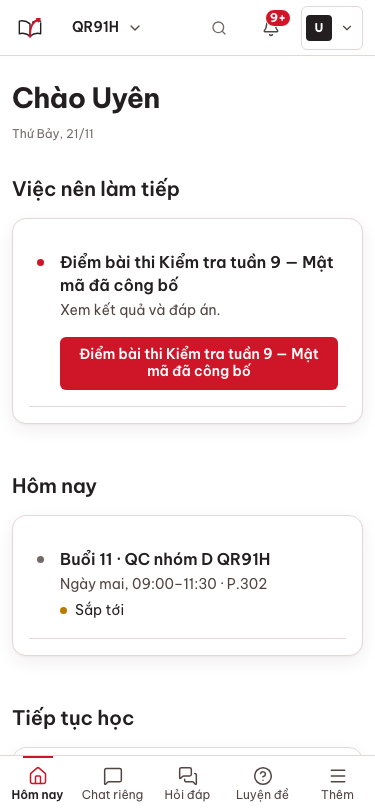 QR91H
9+
U
Chào Uyên
Thứ Bảy, 21/11
Việc nên làm tiếp
Điểm bài thi Kiểm tra tuần 9 — Mật
mã đã công bố
Xem kết quả và đáp án.
Điểm bài thi Kiểm tra tuần 9 — Mật
mã đã công bố
Hôm nay
Buổi 11 · QC nhóm D QR91H
Ngày mai, 09:00–11:30 · P.302
Sắp tới
Tiếp tục học
Hôm nay
Chat riêng
Hỏi đáp
Luyện đề
Thêm